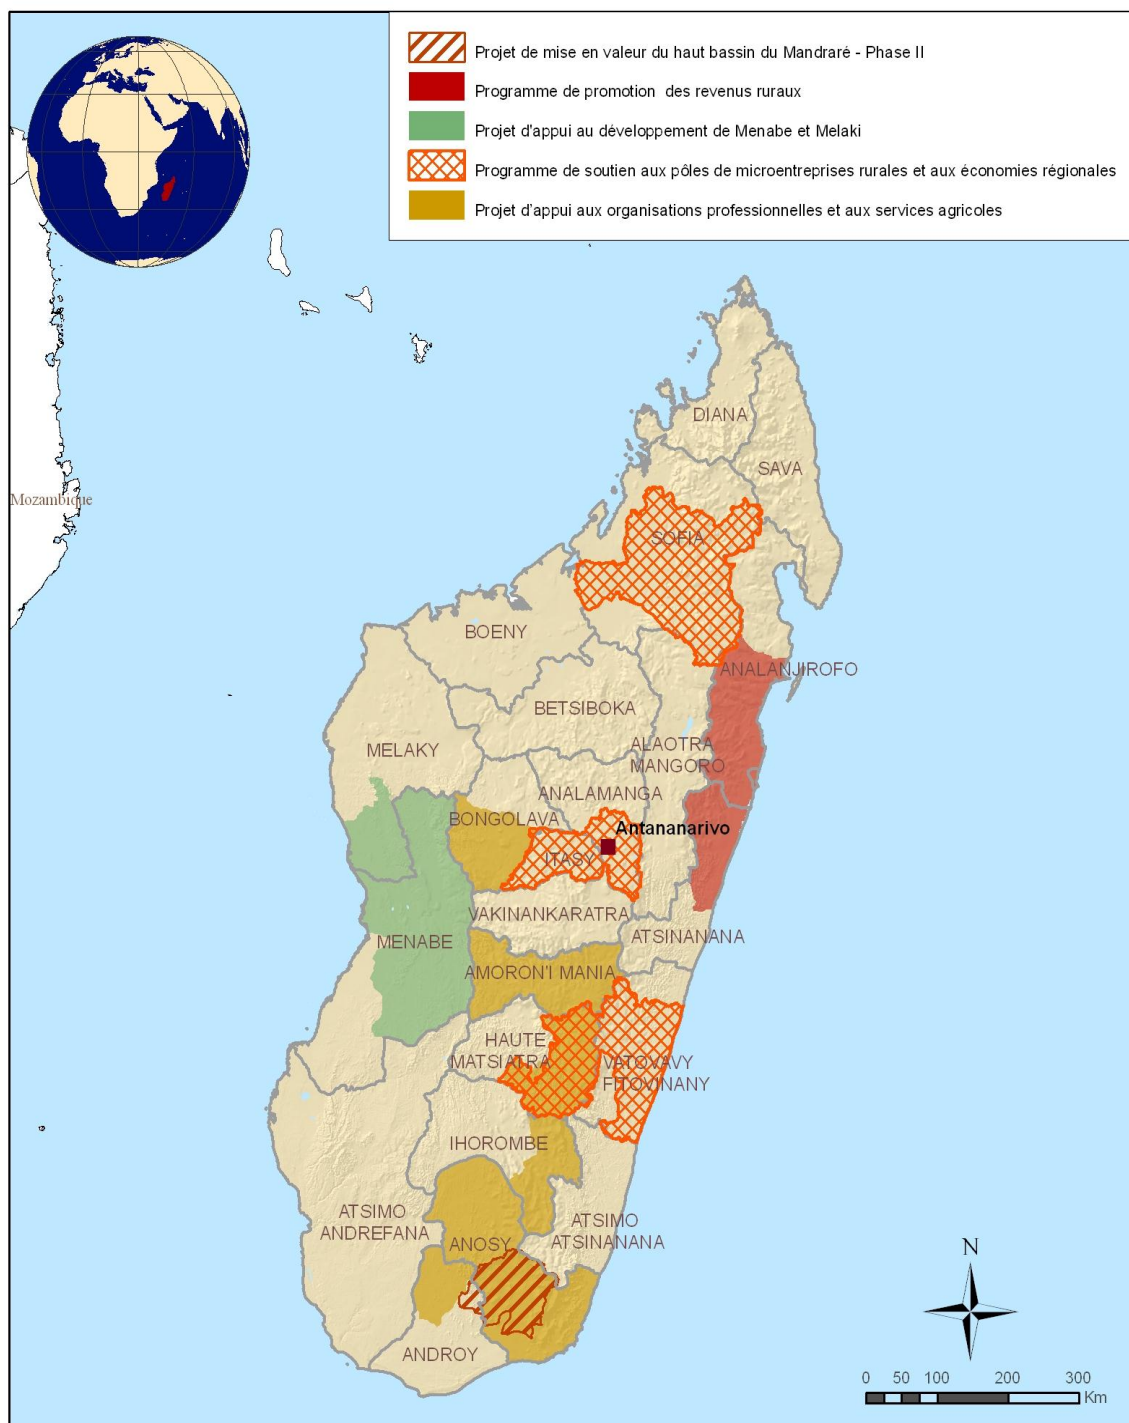 Projet de mise en valeur du haut bassin du Mandraré - Phase II
Programme de promotion des revenus ruraux
Projet d'appui au développement de Menabe et Melaki
Programme de soutien aux pôles de microentreprises rurales et aux économies régionales
Projet d'appui aux organisations professionnelles et aux services agricoles
DIANA
SAVA
Mozambique
SOFIA
BOENY
ANALANJIROFO
BETSIBOKA
MELAKY
ALAOTRA
MANGORO
ANALAMANGA
BONGOLAVA
Antananarivo
ITASY
VAKINANKARATRA
ATSINANANA
MENABE
AMORON'I MANIA
HAUTE
MATSIATRA
VATOVAVY
FITOVINANY
IHOROMBE
ATSIMO
ANDREFANA
ATSIMO
ATSINANANA
ANOSY
N
ANDROY
0 50 100 200 300
Km